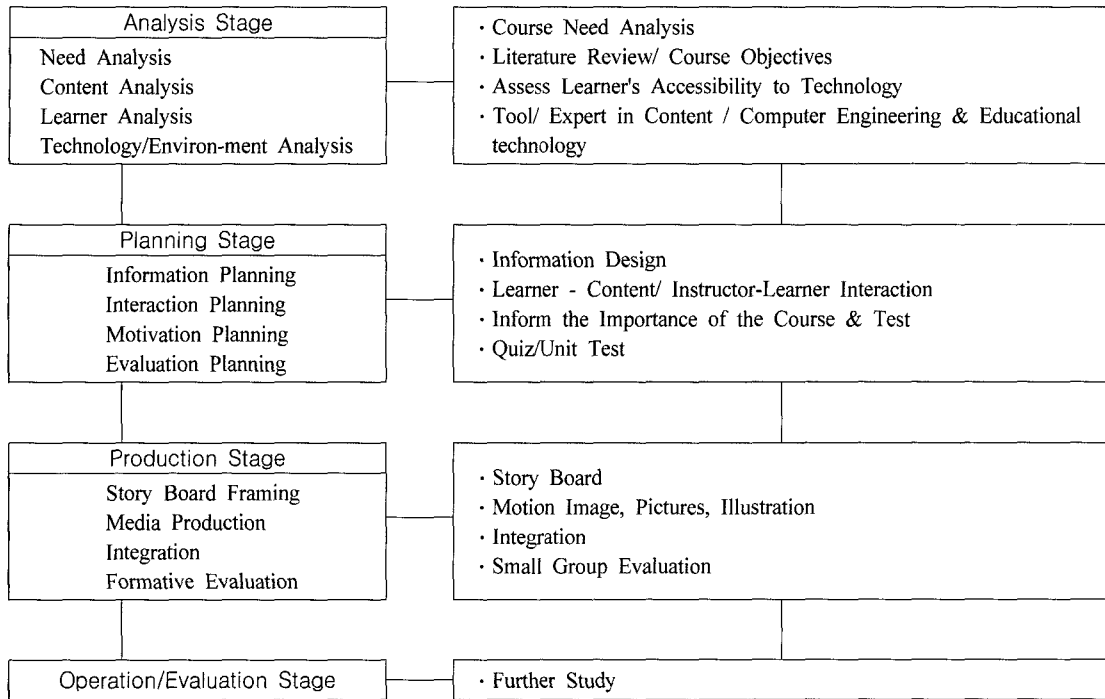 Analysis Stage
Need Analysis
Content Analysis
Learner Analysis
Technology/Environ-ment Analysis
· Course Need Analysis
· Literature Review/ Course Objectives
· Assess Learner's Accessibility to Technology
· Tool/ Expert in Content / Computer Engineering & Educational
technology
Planning Stage
Information Planning
Interaction Planning
Motivation Planning
Evaluation Planning
· Information Design
· Learner - Content/ Instructor-Learner Interaction
· Inform the Importance of the Course & Test
· Quiz/Unit Test
Production Stage
Story Board Framing
Media Production
Integration
Formative Evaluation
· Story Board
· Motion Image, Pictures, Illustration
· Integration
· Small Group Evaluation
Operation/Evaluation Stage
· Further Study